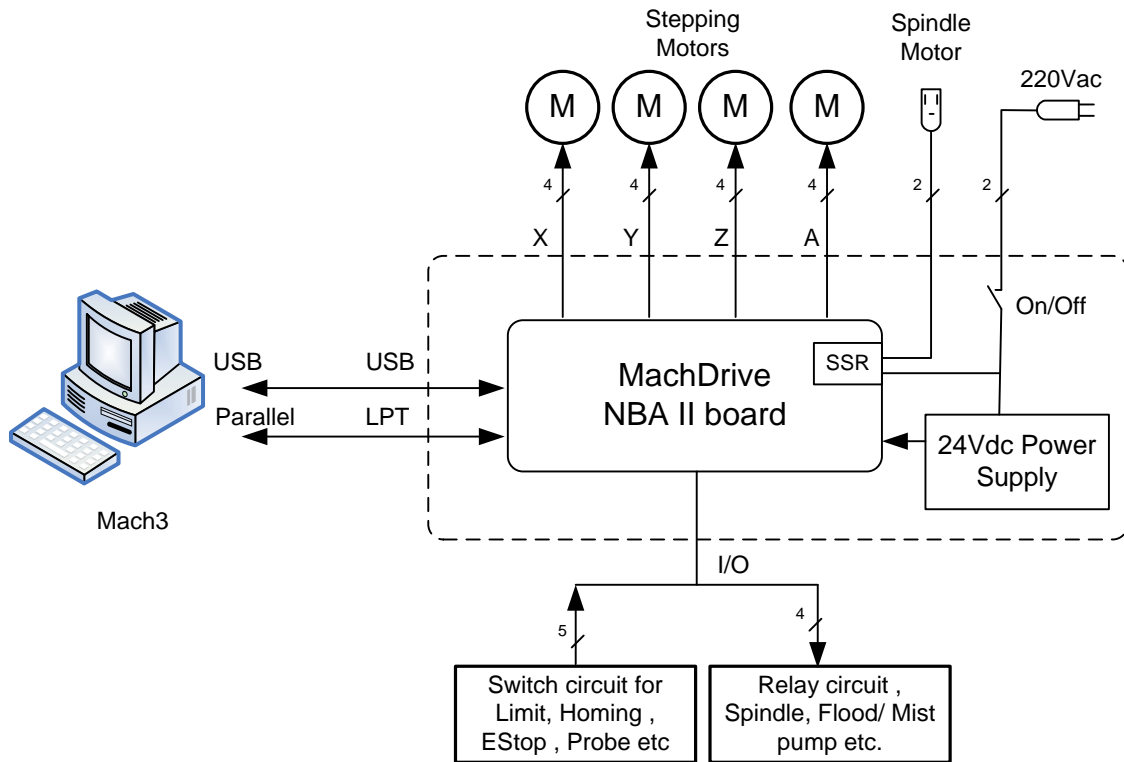 Stepping
Motors
Spindle
Motor
220Vac
M
M
M
M
4
4
4
4
2
2
X
Y
Z
A
On/Off
USB
USB
Parallel
LPT
MachDrive
NBA II board
SSR
24Vdc Power
Supply
Mach3
I/O
5
4
Switch circuit for
Limit, Homing ,
EStop , Probe etc
Relay circuit ,
Spindle, Flood/ Mist
pump etc.